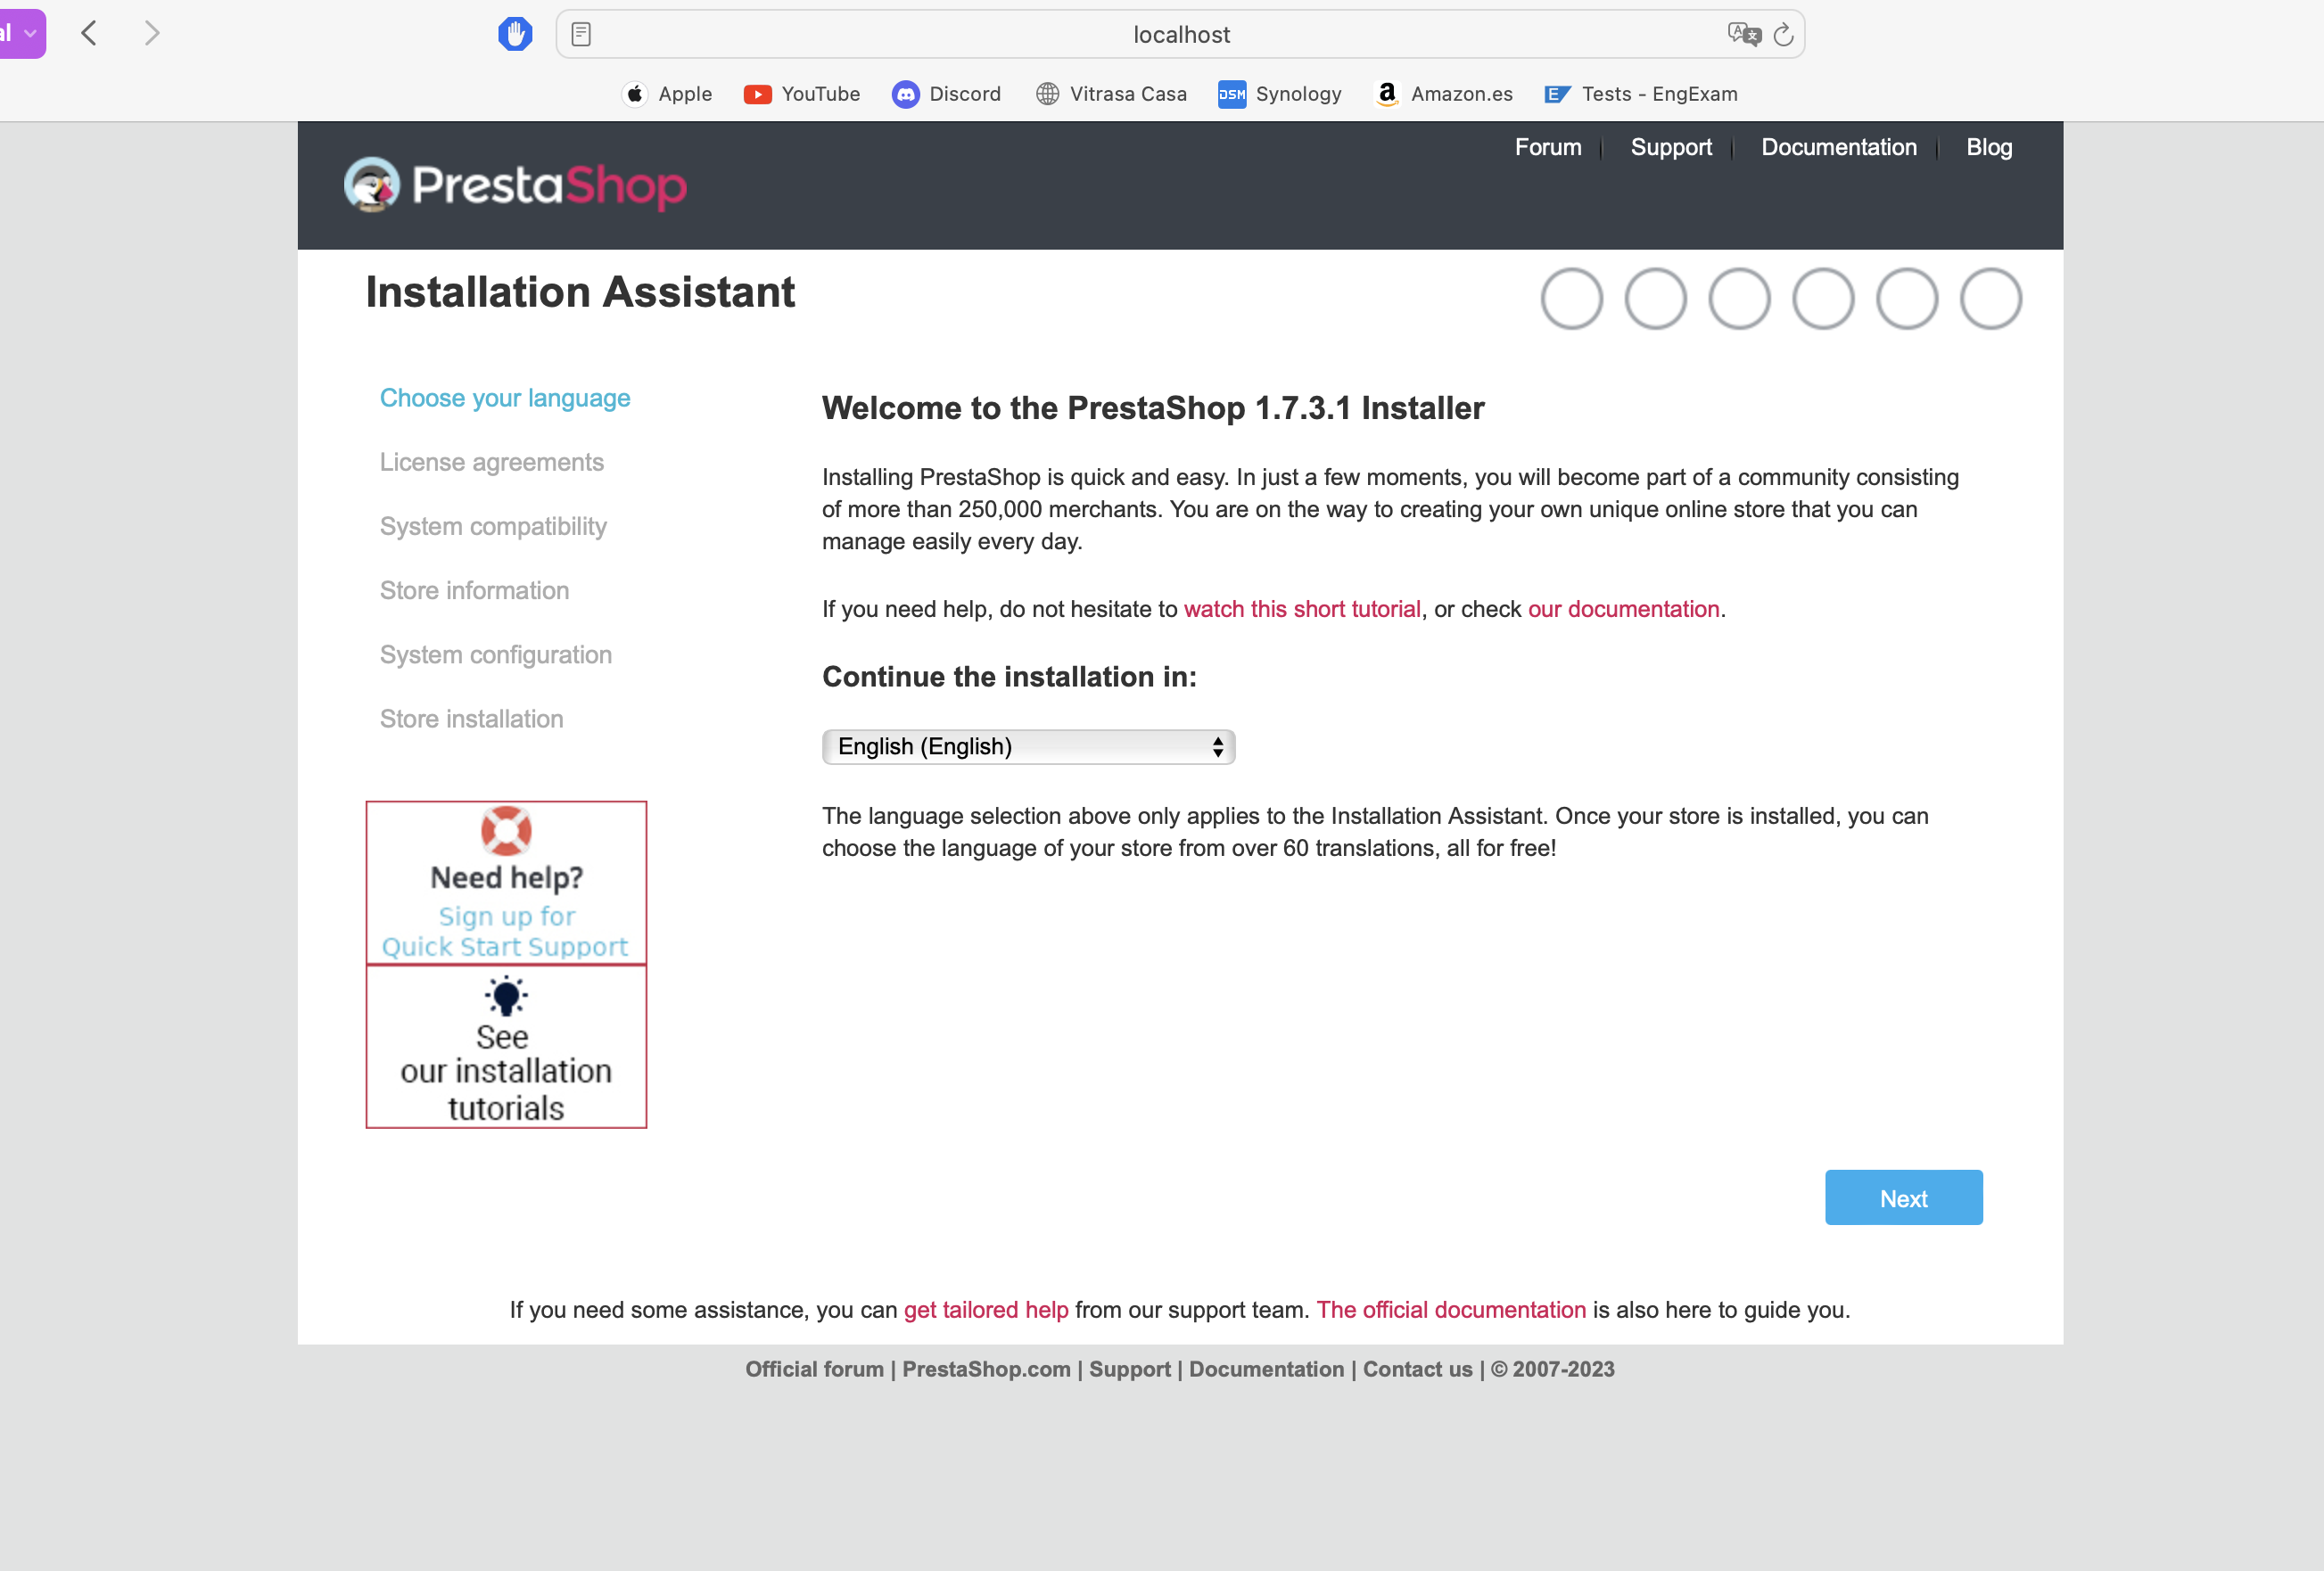 al
localhost
Apple
YouTube
Discord
Vitrasa Casa
DSM
Synology
a
Amazon.es
E
Tests - EngExam
Forum
Support
Documentation
Blog
PrestaShop
Installation Assistant
Choose your language
License agreements
System compatibility
Store information
System configuration
Store installation
Need help?
Sign up for
Quick Start Support
See
our installation
tutorials
Welcome to the PrestaShop 1.7.3.1 Installer
Installing PrestaShop is quick and easy. In just a few moments, you will become part of a community consisting
of more than 250,000 merchants. You are on the way to creating your own unique online store that you can
manage easily every day.
If you need help, do not hesitate to watch this short tutorial, or check our documentation.
Continue the installation in:
English (English)
The language selection above only applies to the Installation Assistant. Once your store is installed, you can
choose the language of your store from over 60 translations, all for free!
Next
If you need some assistance, you can get tailored help from our support team. The official documentation is also here to guide you.
Official forum | PrestaShop.com | Support | Documentation | Contact us | © 2007-2023